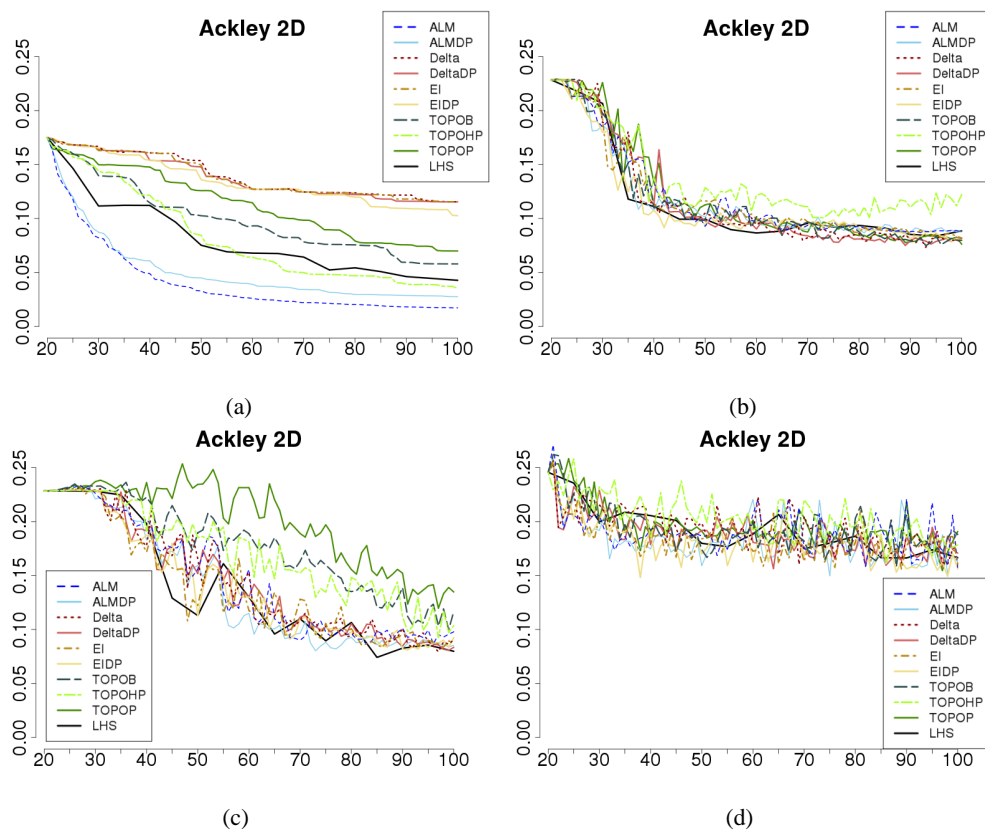 Ackley 2D
0.25
0.20
0.15
0.10
0.05
0.00
20 30 40 50 60 70 80 90 100
ALM
ALMDP
Delta
DeltaDP
EI
EIDP
TOPOB
TOPOHP
TOPOP
LHS
(a)
Ackley 2D
0.25
0.20
0.15
0.10
0.05
0.00
20 30 40 50 60 70 80 90 100
ALM
ALMDP
Delta
DeltaDP
EI
EIDP
TOPOB
TOPOHP
TOPOP
LHS
(b)
Ackley 2D
0.25
0.20
0.15
0.10
0.05
0.00
ALM
ALMDP
Delta
DeltaDP
EI
EIDP
TOPOB
TOPOHP
TOPOP
LHS
20 30 40 50 60 70 80 90 100
(c)
Ackley 2D
0.25
0.20
0.15
0.10
0.05
0.00
ALM
ALMDP
Delta
DeltaDP
EI
EIDP
TOPOB
TOPOHP
TOPOP
LHS
20 30 40 50 60 70 80 90 100
(d)